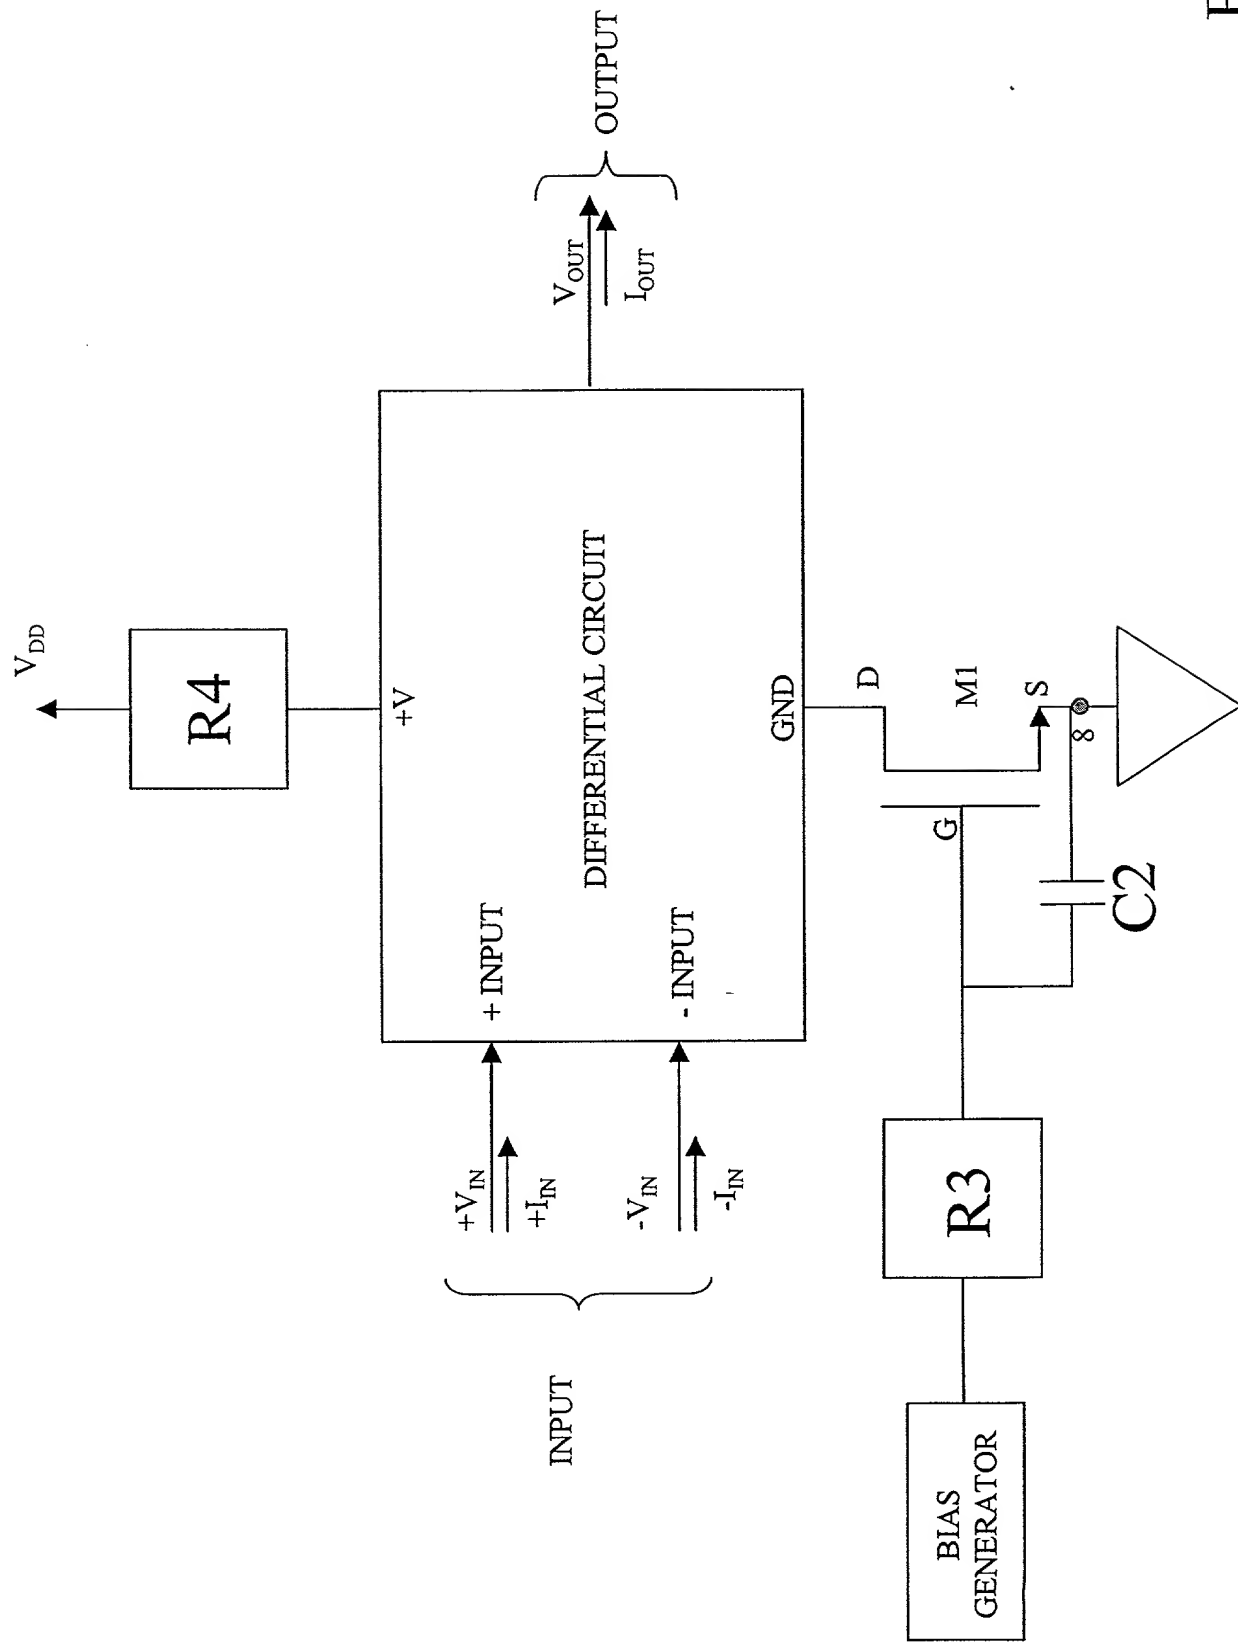 V_DD
R4
+V
+ INPUT
- INPUT
DIFFERENTIAL CIRCUIT
GND
INPUT
+V_IN
+I_IN
-V_IN
-I_IN
V_OUT
I_OUT
OUTPUT
D
M1
G
S
8
C2
R3
BIAS
GENERATOR